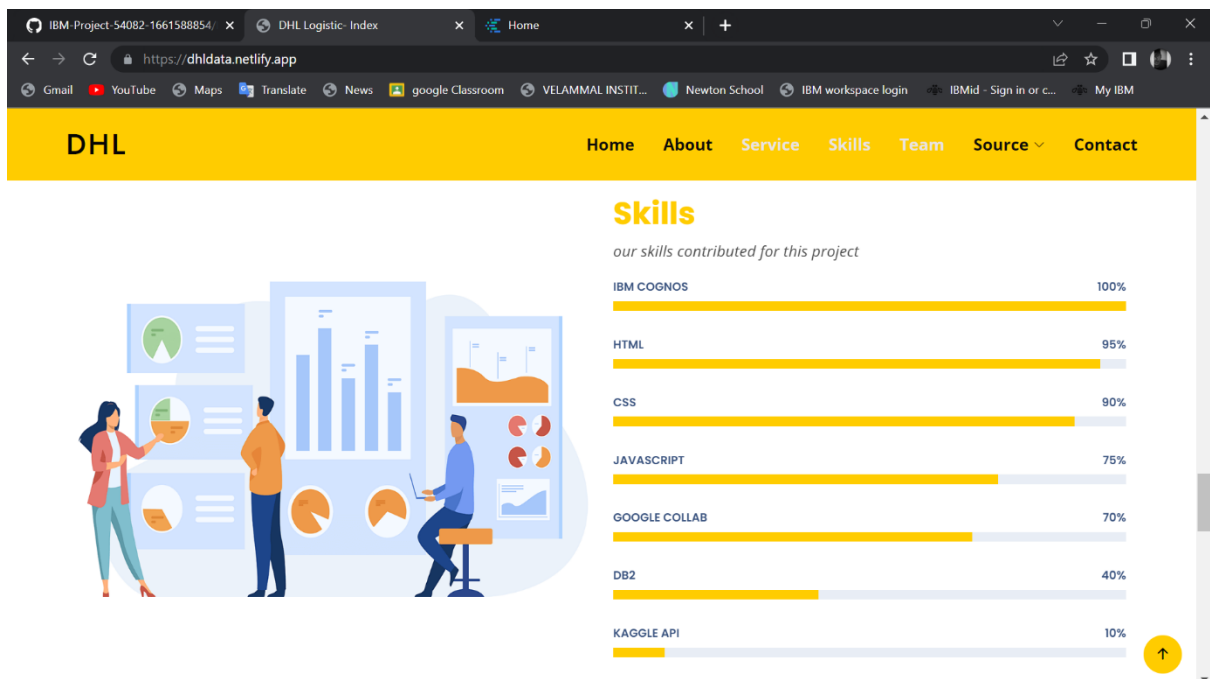 IBM-Project-54082-1661588854/
DHL Logistic- Index
Home
https://dhldata.netlify.app
Gmail YouTube Maps Translate News google Classroom VELAMMAL INSTIT... Newton School IBM workspace login IBMid - Sign in or c... My IBM
DHL Home About Service Skills Team Source Contact
Skills
our skills contributed for this project
IBM COGNOS 100%
HTML 95%
CSS 90%
JAVASCRIPT 75%
GOOGLE COLLAB 70%
DB2 40%
KAGGLE API 10%